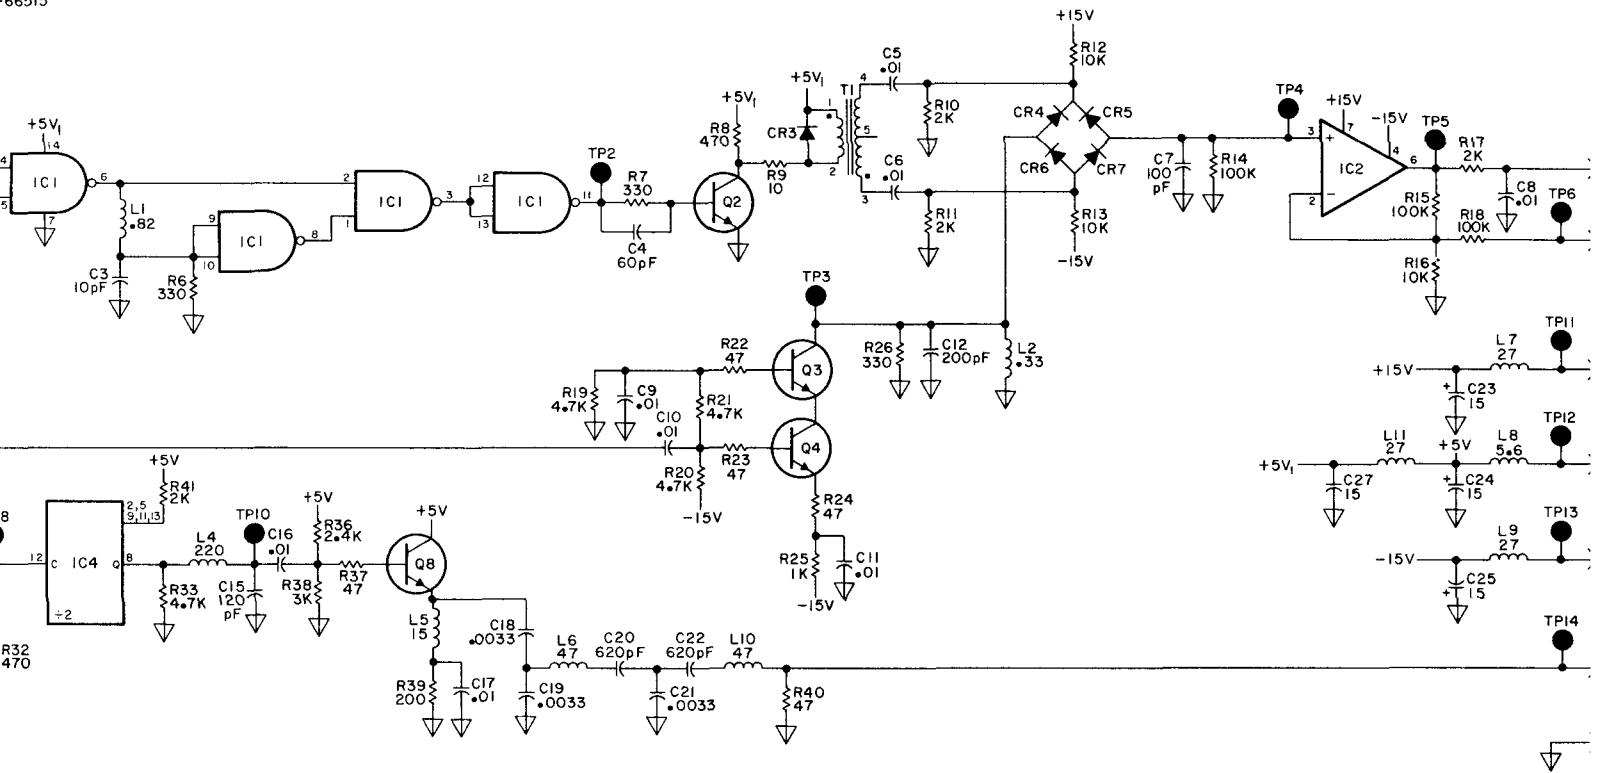 -66515
+5V1
14
4
5
IC1
6
7
L1
.82
C3
10pF
R6
330
9
10
IC1
8
2
1
IC1
3
12
13
IC1
11
TP2
R7
330
C4
60pF
+5V1
R8
470
Q2
R9
10
CR3
+5V1
T1
1
2
4
5
3
C5
.01
C6
.01
R10
2K
R11
2K
+15V
R12
10K
CR4
CR5
CR6
CR7
R13
10K
-15V
C7
100
pF
R14
100K
TP4
+15V
7
-15V
4
3
+
IC2
-
2
6
TP5
R17
2K
R15
100K
C8
.01
TP6
R18
100K
R16
10K
TP3
R22
47
Q3
R26
330
C12
200pF
L2
.33
R19
4.7K
C9
.01
C10
.01
R21
4.7K
R20
4.7K
-15V
R23
47
Q4
R24
47
R25
1K
C11
.01
-15V
TP11
L7
27
+15V
+
C23
15
TP12
L11
27
+5V
L8
5.6
+5V1
C27
15
+
C24
15
TP13
L9
27
-15V
+
C25
15
TP14
+5V
R41
2K
2,5
9,11,13
8
12
C
IC4
Q
8
÷2
R32
470
R33
4.7K
L4
220
TP10
C15
120
pF
C16
.01
+5V
R36
2.4K
R38
3K
R37
47
+5V
Q8
L5
15
R39
200
C17
.01
C18
.0033
C19
.0033
L6
47
C20
620pF
C21
.0033
C22
620pF
L10
47
R40
47